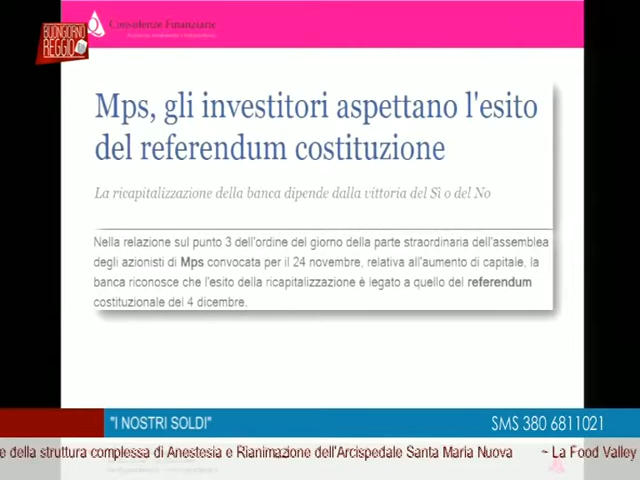 BUONGIORNO
REGGIO
Q Consulenze Finanziarie
Mps, gli investitori aspettano l'esito
del referendum costituzione
La ricapitalizzazione della banca dipende dalla vittoria del Sì o del No
Nella relazione sul punto 3 dell'ordine del giorno della parte straordinaria dell'assemblea
degli azionisti di Mps convocata per il 24 novembre, relativa all'aumento di capitale, la
banca riconosce che l'esito della ricapitalizzazione è legato a quello del referendum
costituzionale del 4 dicembre.
"I NOSTRI SOLDI"
SMS 380 6811021
e della struttura complessa di Anestesia e Rianimazione dell'Arcispedale Santa Maria Nuova ~ La Food Valley